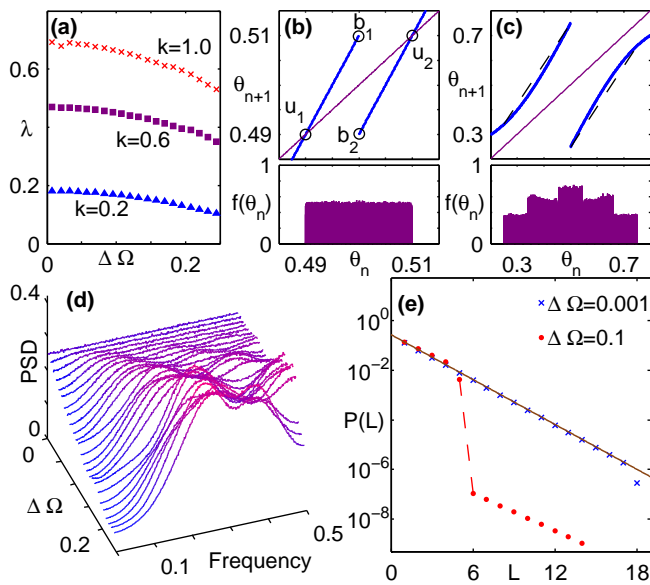 (a)
k=1.0
k=0.6
k=0.2
0.6
λ
0.2
0
0
0.2
Δ Ω
(b)
b1
u2
u1
b2
0.51
θn+1
0.49
1
f(θn)
0
0.49
θn
0.51
(c)
0.7
θn+1
0.3
1
f(θn)
0
0.3
θn
0.7
(d)
0.4
PSD
0
0
Δ Ω
0.2
0.1
Frequency
0.5
(e)
Δ Ω=0.001
Δ Ω=0.1
10^0
10^-2
P(L)
10^-4
10^-6
10^-8
0
6
L
12
18